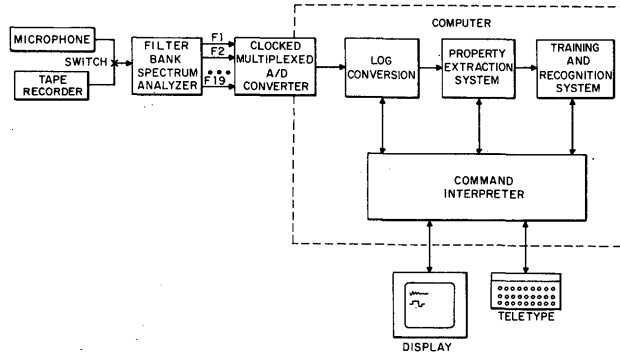 COMPUTER
MICROPHONE
SWITCH
TAPE
RECORDER
FILTER
BANK
SPECTRUM
ANALYZER
F1
F2
F19
CLOCKED
MULTIPLEXED
A/D
CONVERTER
LOG
CONVERSION
PROPERTY
EXTRACTION
SYSTEM
TRAINING
AND
RECOGNITION
SYSTEM
COMMAND
INTERPRETER
DISPLAY
TELETYPE